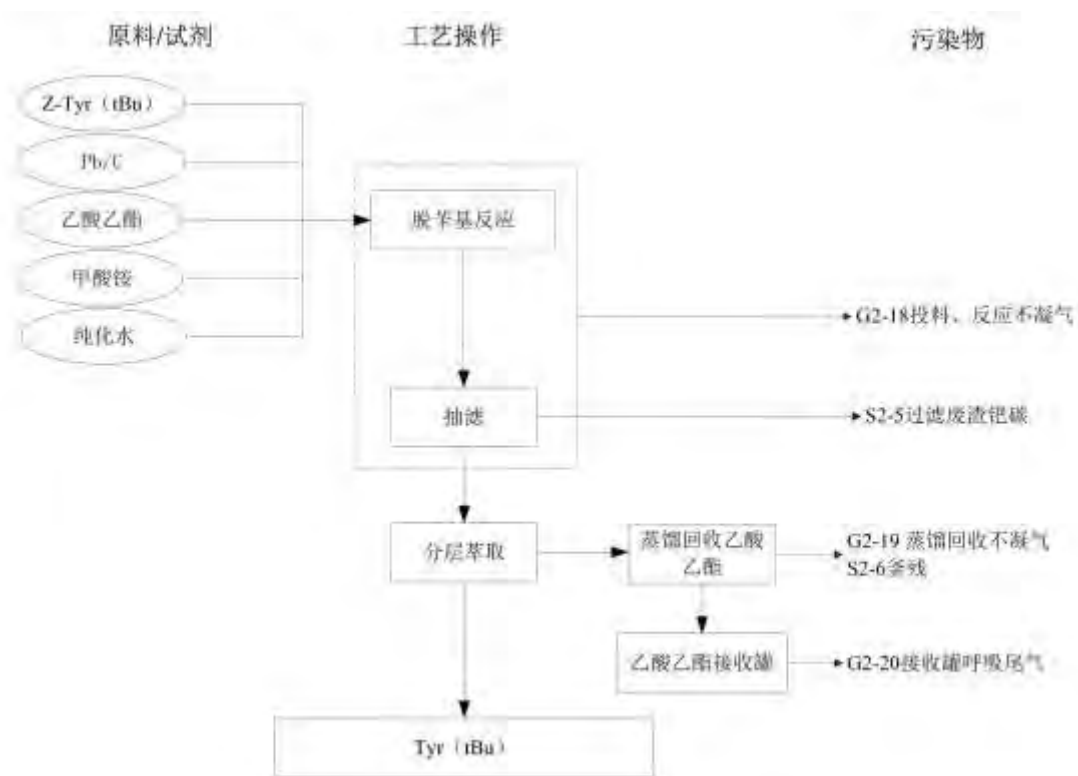 原料/试剂
工艺操作
污染物
Z-Tyr（tBu）
Pb/C
乙酸乙酯
甲酸铵
纯化水
脱苄基反应
G2-18投料、反应不凝气
抽滤
S2-5过滤废渣钯碳
分层萃取
蒸馏回收乙酸
乙酯
G2-19 蒸馏回收不凝气
S2-6釜残
乙酸乙酯接收罐
G2-20接收罐呼吸尾气
Tyr（tBu）